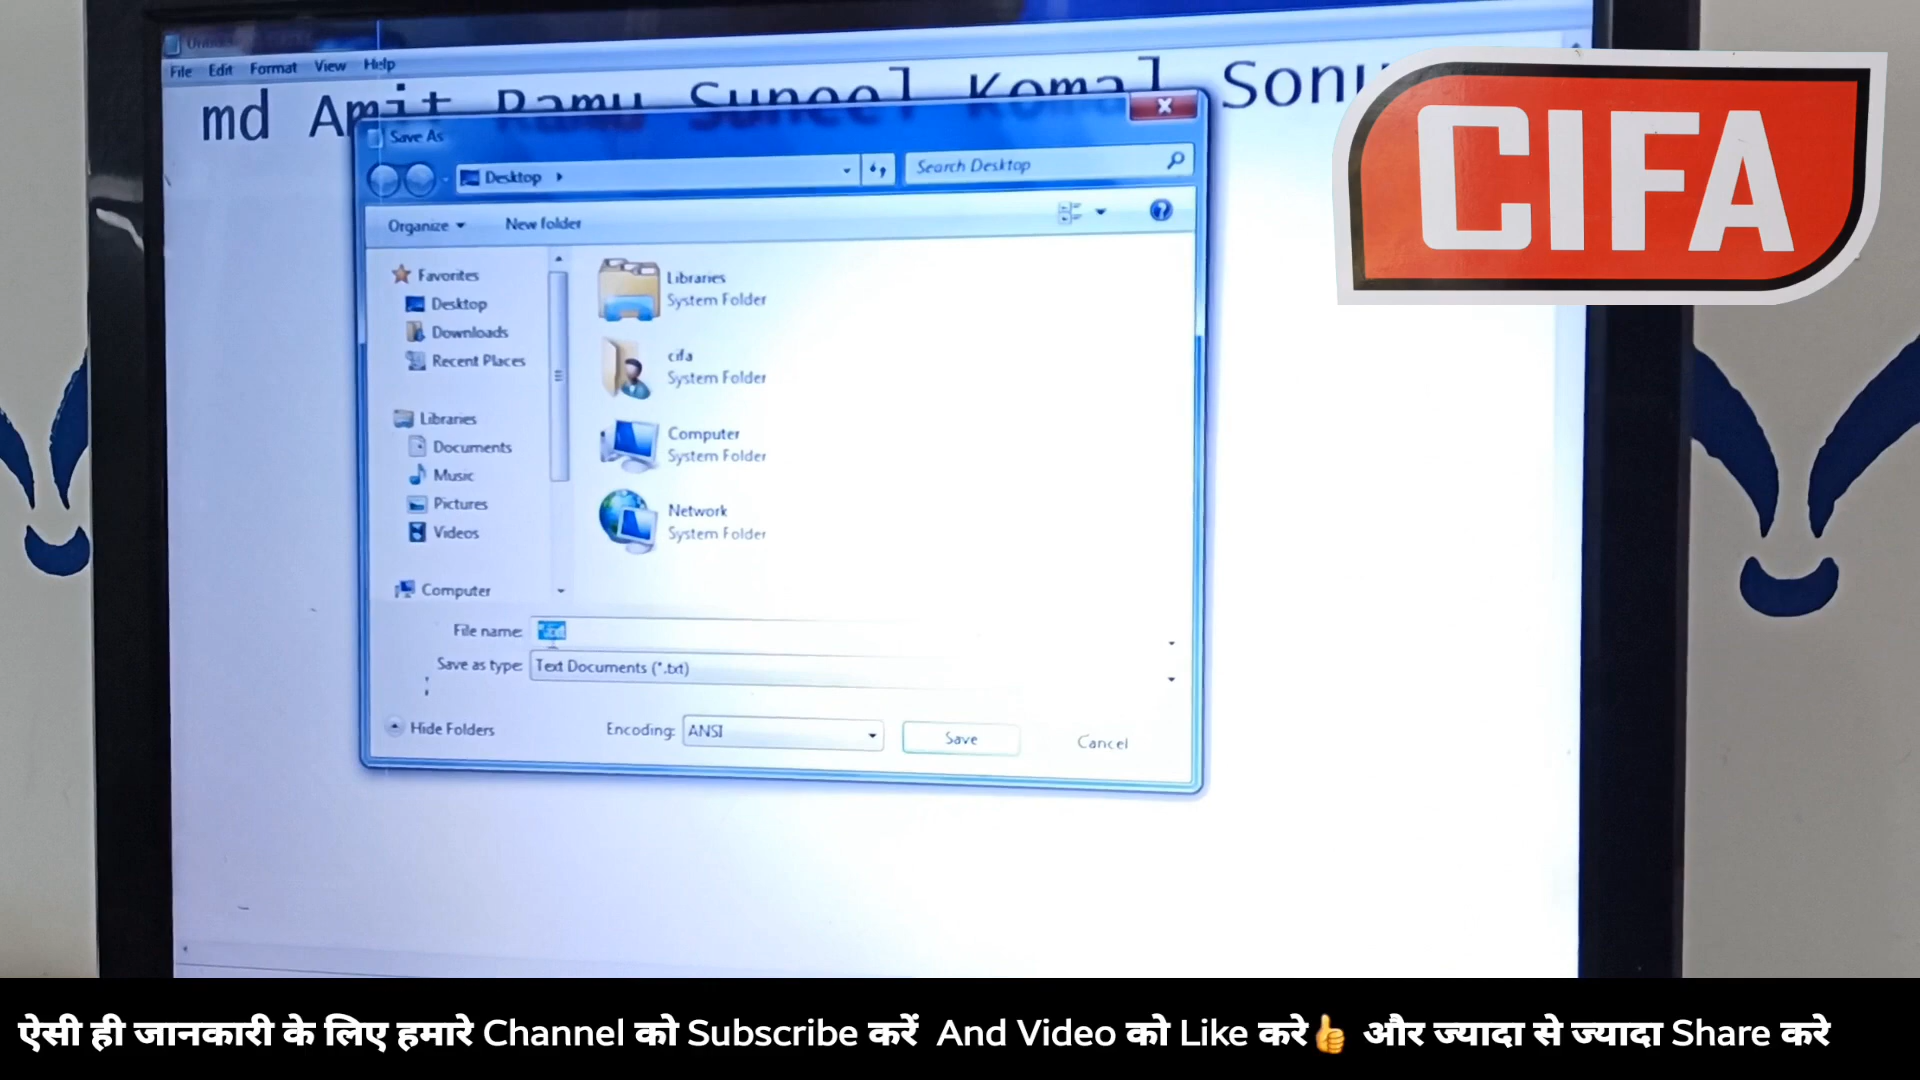 File Edit Format View Help
md Amit Ramu Suneel Komal Sonu
CIFA
Save As
Desktop
Search Desktop
Organize
New folder
Favorites
Desktop
Downloads
Recent Places
Libraries
Documents
Music
Pictures
Videos
Computer
Libraries
System Folder
cifa
System Folder
Computer
System Folder
Network
System Folder
File name: *.txt
Save as type: Text Documents (*.txt)
Hide Folders
Encoding: ANSI
Save
Cancel
ऐसी ही जानकारी के लिए हमारे Channel को Subscribe करें And Video को Like करे👍 और ज्यादा से ज्यादा Share करे